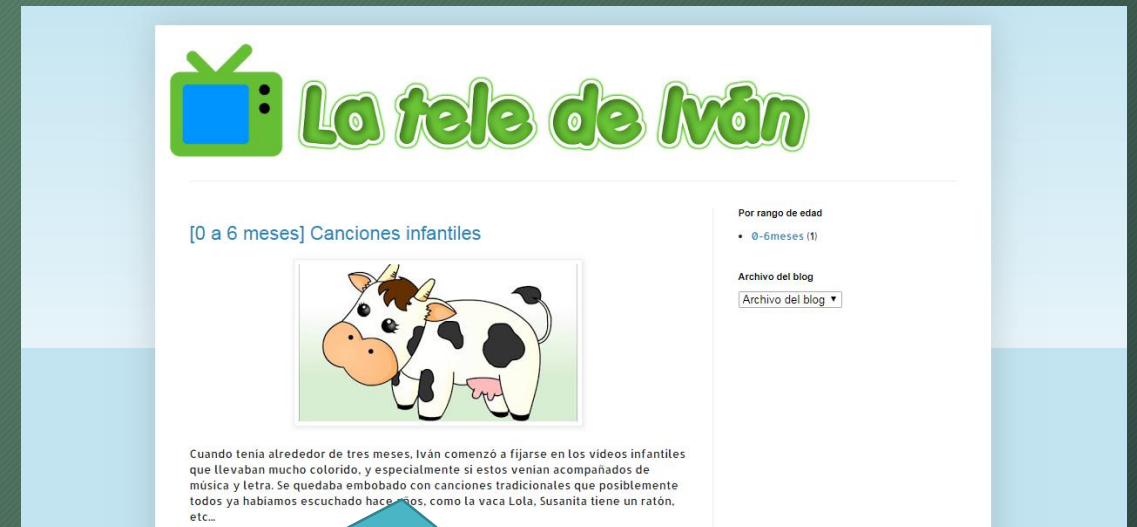 La tele de Iván
[0 a 6 meses] Canciones infantiles
Cuando tenía alrededor de tres meses, Iván comenzó a fijarse en los vídeos infantiles
que llevaban mucho colorido, y especialmente si estos venían acompañados de
música y letra. Se quedaba embobado con canciones tradicionales que posiblemente
todos ya habíamos escuchado hace años, como la vaca Lola, Susanita tiene un ratón,
etc...
Por rango de edad
0-6meses (1)
Archivo del blog
Archivo del blog